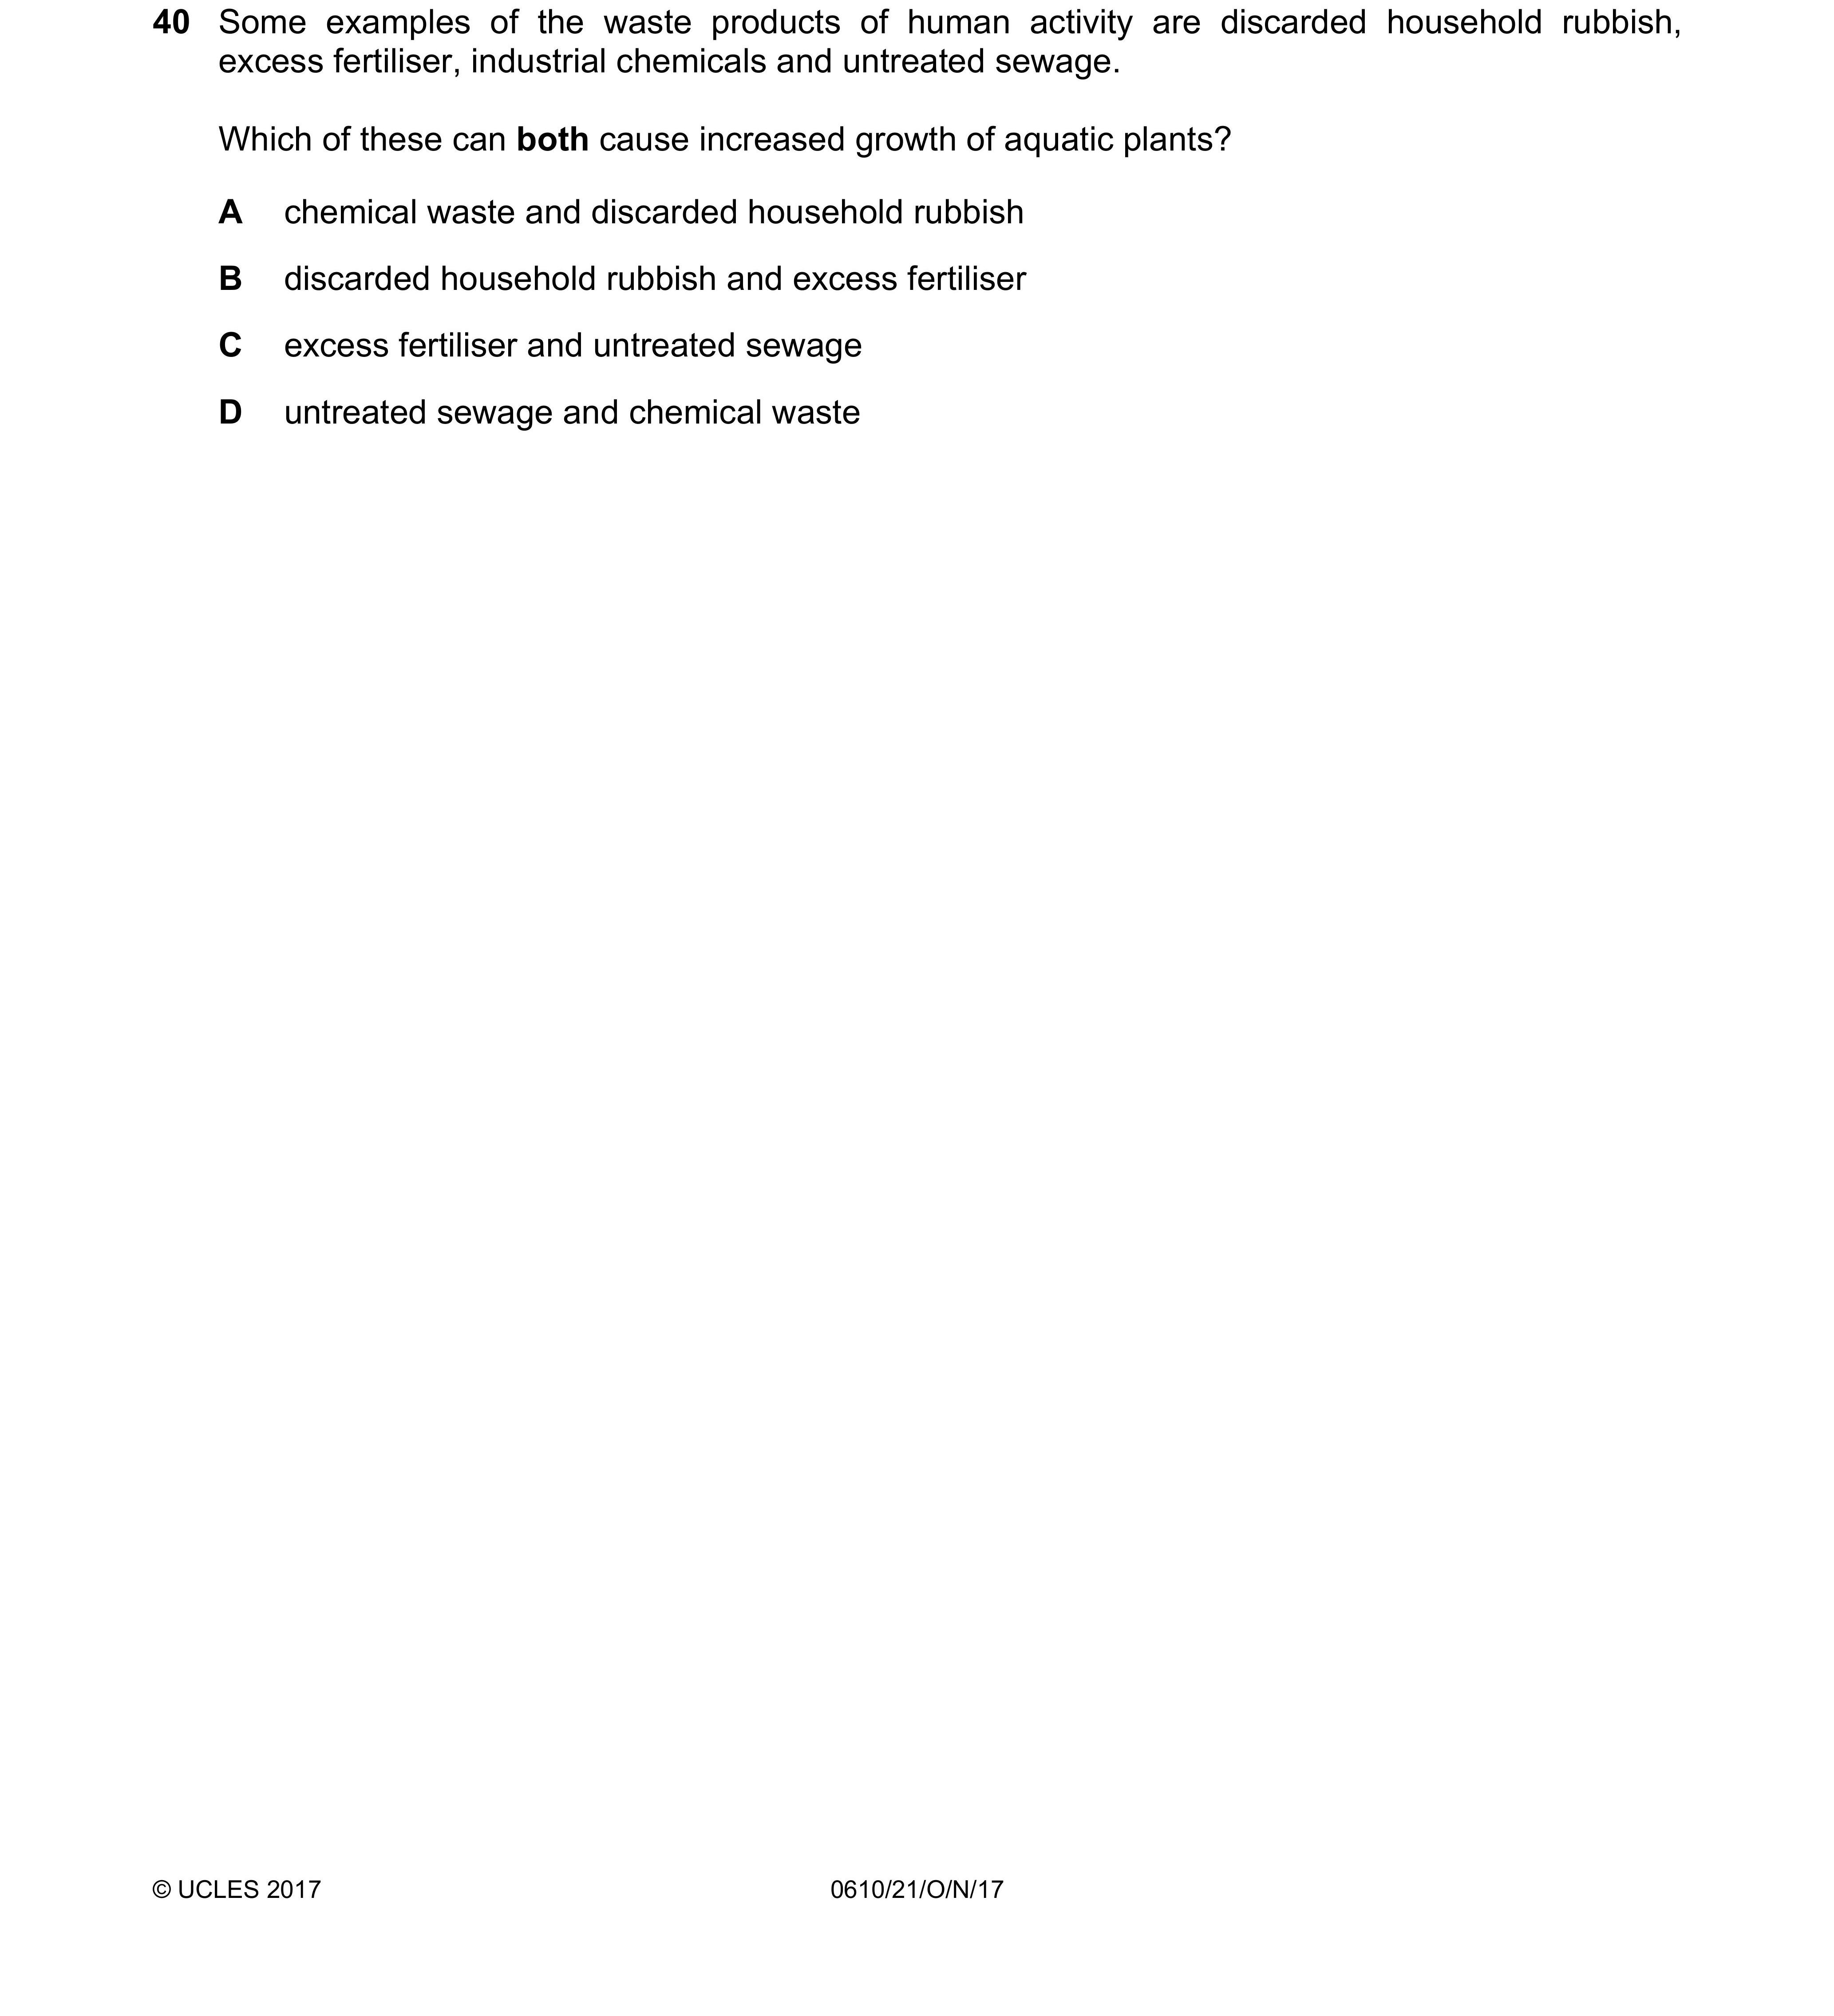 40 Some examples of the waste products of human activity are discarded household rubbish,
excess fertiliser, industrial chemicals and untreated sewage.
Which of these can both cause increased growth of aquatic plants?
A chemical waste and discarded household rubbish
B discarded household rubbish and excess fertiliser
C excess fertiliser and untreated sewage
D untreated sewage and chemical waste
© UCLES 2017 0610/21/O/N/17